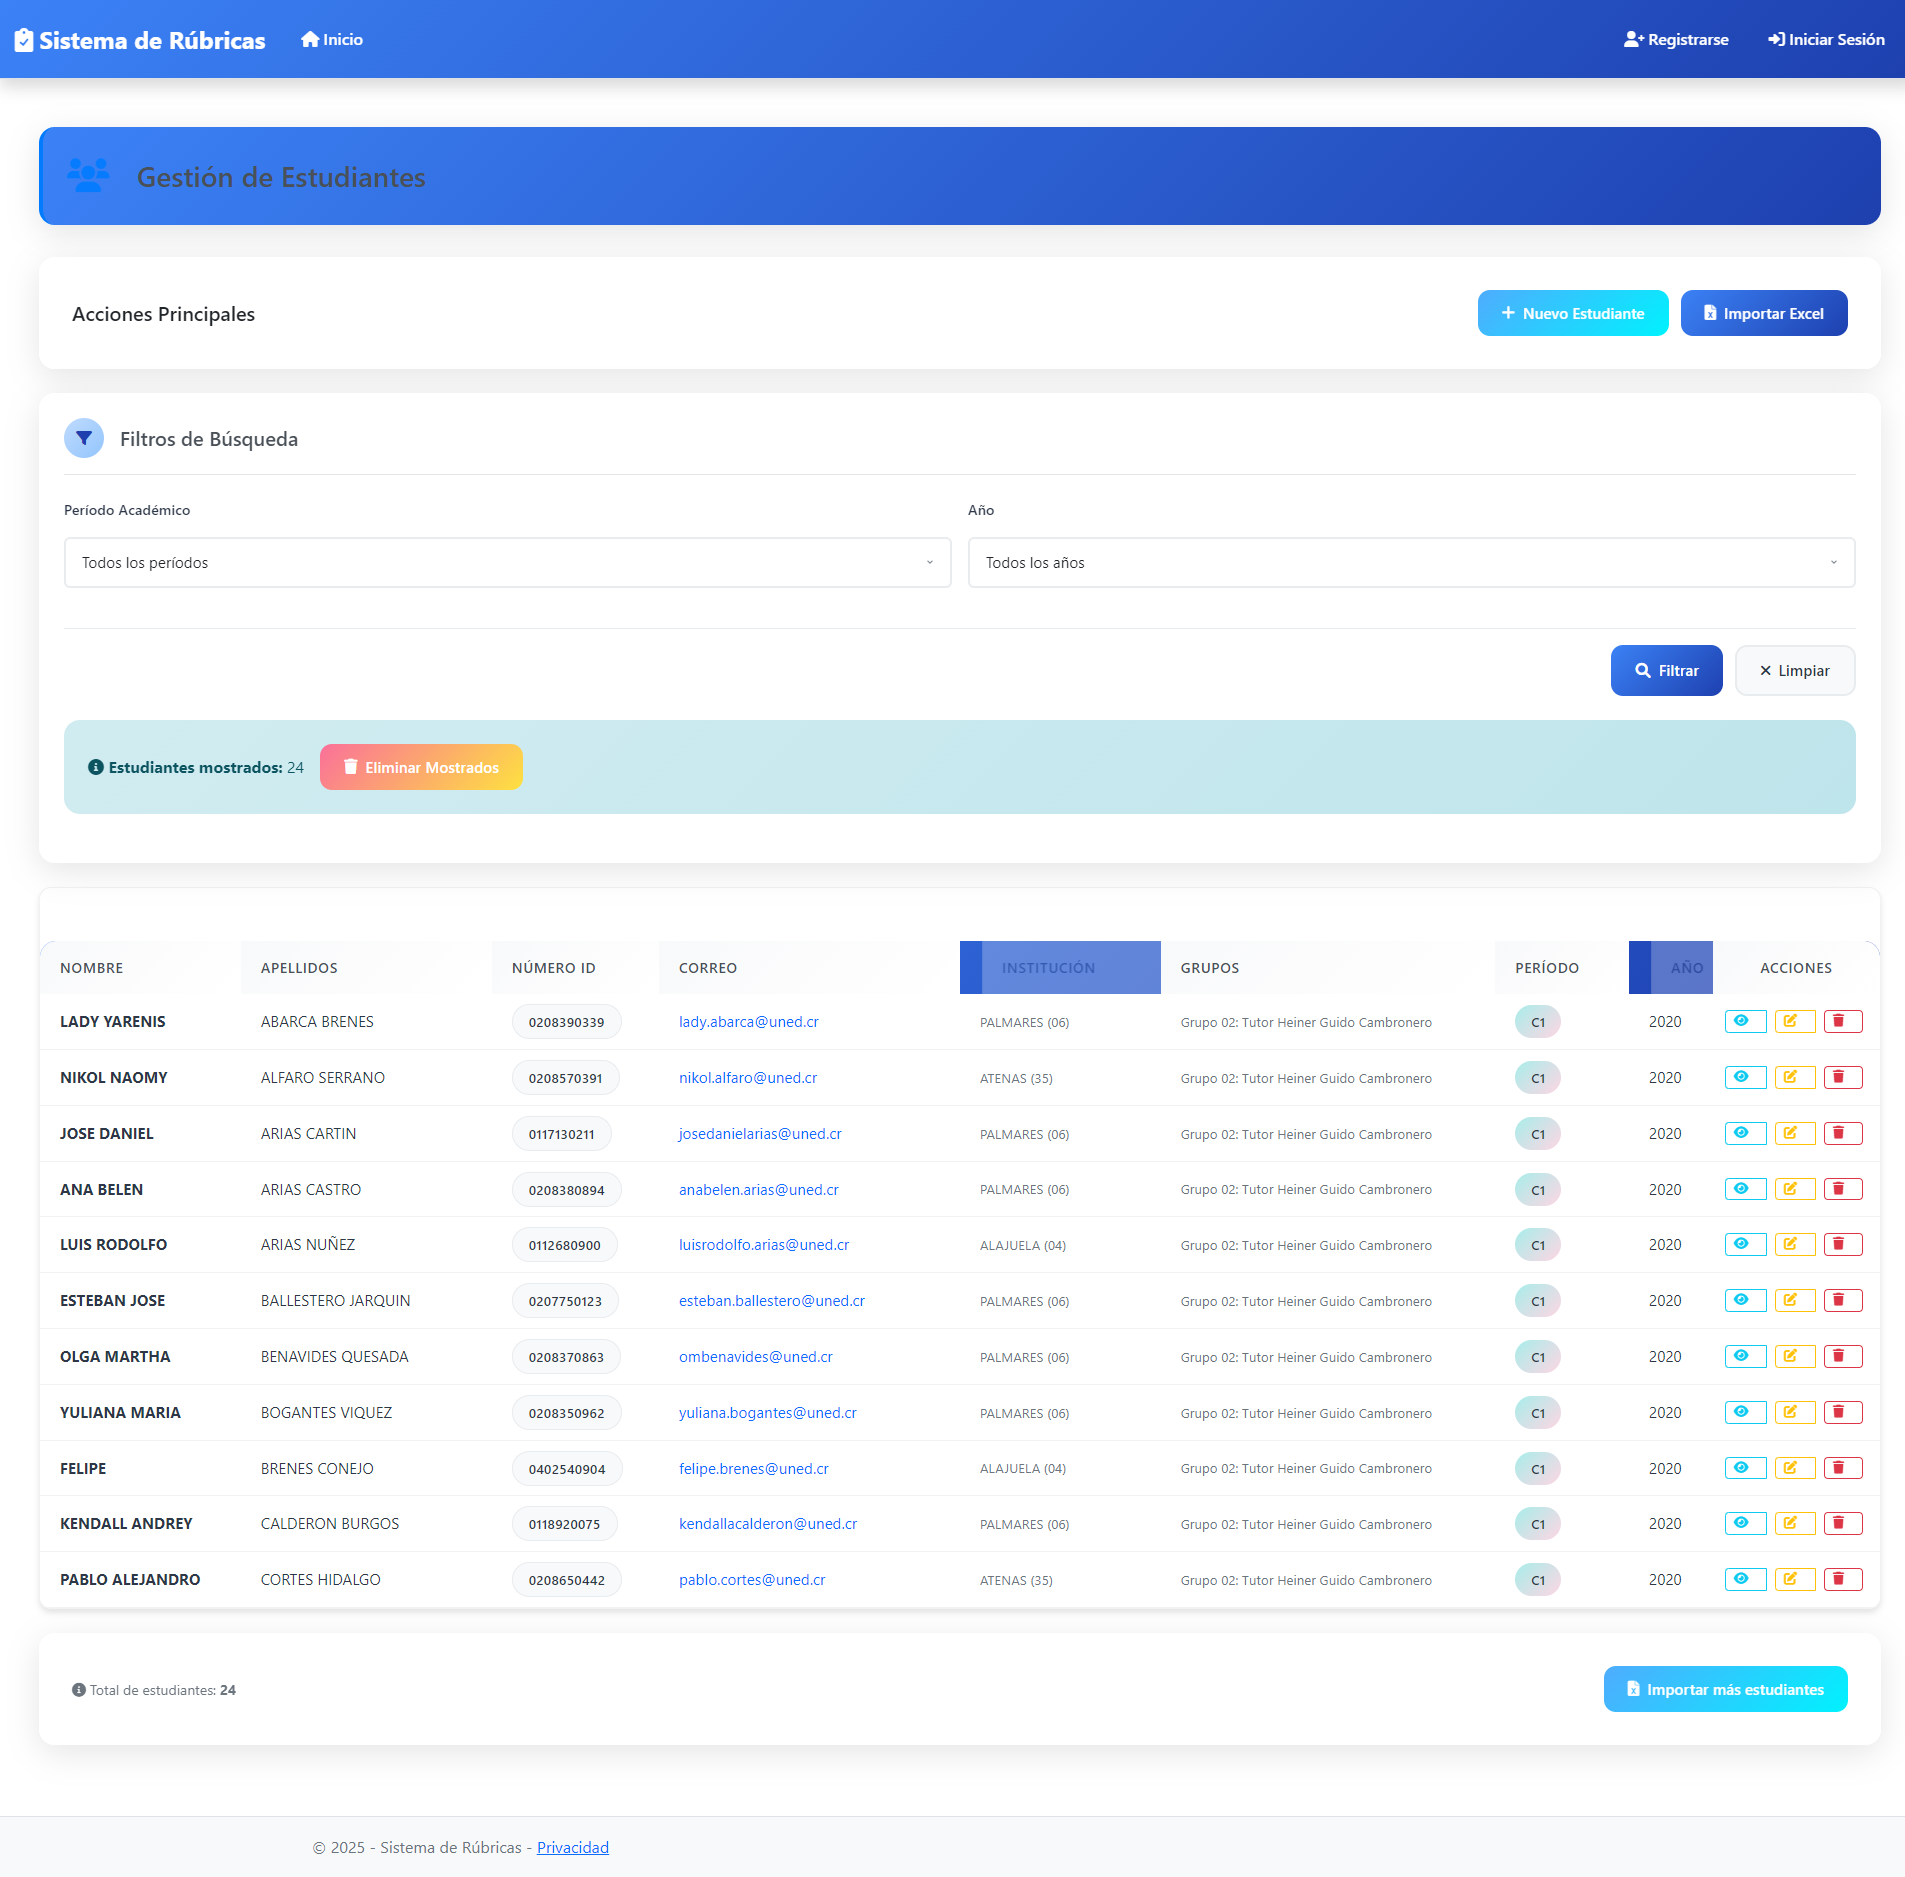 Sistema de Rúbricas Inicio Registrarse Iniciar Sesión
Gestión de Estudiantes
Acciones Principales Nuevo Estudiante Importar Excel
Filtros de Búsqueda
Período Académico Año
Todos los períodos Todos los años
Filtrar Limpiar
Estudiantes mostrados: 24 Eliminar Mostrados
NOMBRE APELLIDOS NÚMERO ID CORREO INSTITUCIÓN GRUPOS PERÍODO AÑO ACCIONES
LADY YARENIS ABARCA BRENES 0208390339 lady.abarca@uned.cr PALMARES (06) Grupo 02: Tutor Heiner Guido Cambronero C1 2020
NIKOL NAOMY ALFARO SERRANO 0208570391 nikol.alfaro@uned.cr ATENAS (35) Grupo 02: Tutor Heiner Guido Cambronero C1 2020
JOSE DANIEL ARIAS CARTIN 0117130211 josedanielarias@uned.cr PALMARES (06) Grupo 02: Tutor Heiner Guido Cambronero C1 2020
ANA BELEN ARIAS CASTRO 0208380894 anabelen.arias@uned.cr PALMARES (06) Grupo 02: Tutor Heiner Guido Cambronero C1 2020
LUIS RODOLFO ARIAS NUÑEZ 0112680900 luisrodolfo.arias@uned.cr ALAJUELA (04) Grupo 02: Tutor Heiner Guido Cambronero C1 2020
ESTEBAN JOSE BALLESTERO JARQUIN 0207750123 esteban.ballestero@uned.cr PALMARES (06) Grupo 02: Tutor Heiner Guido Cambronero C1 2020
OLGA MARTHA BENAVIDES QUESADA 0208370863 ombenavides@uned.cr PALMARES (06) Grupo 02: Tutor Heiner Guido Cambronero C1 2020
YULIANA MARIA BOGANTES VIQUEZ 0208350962 yuliana.bogantes@uned.cr PALMARES (06) Grupo 02: Tutor Heiner Guido Cambronero C1 2020
FELIPE BRENES CONEJO 0402540904 felipe.brenes@uned.cr ALAJUELA (04) Grupo 02: Tutor Heiner Guido Cambronero C1 2020
KENDALL ANDREY CALDERON BURGOS 0118920075 kendallacalderon@uned.cr PALMARES (06) Grupo 02: Tutor Heiner Guido Cambronero C1 2020
PABLO ALEJANDRO CORTES HIDALGO 0208650442 pablo.cortes@uned.cr ATENAS (35) Grupo 02: Tutor Heiner Guido Cambronero C1 2020
Total de estudiantes: 24 Importar más estudiantes
© 2025 - Sistema de Rúbricas - Privacidad